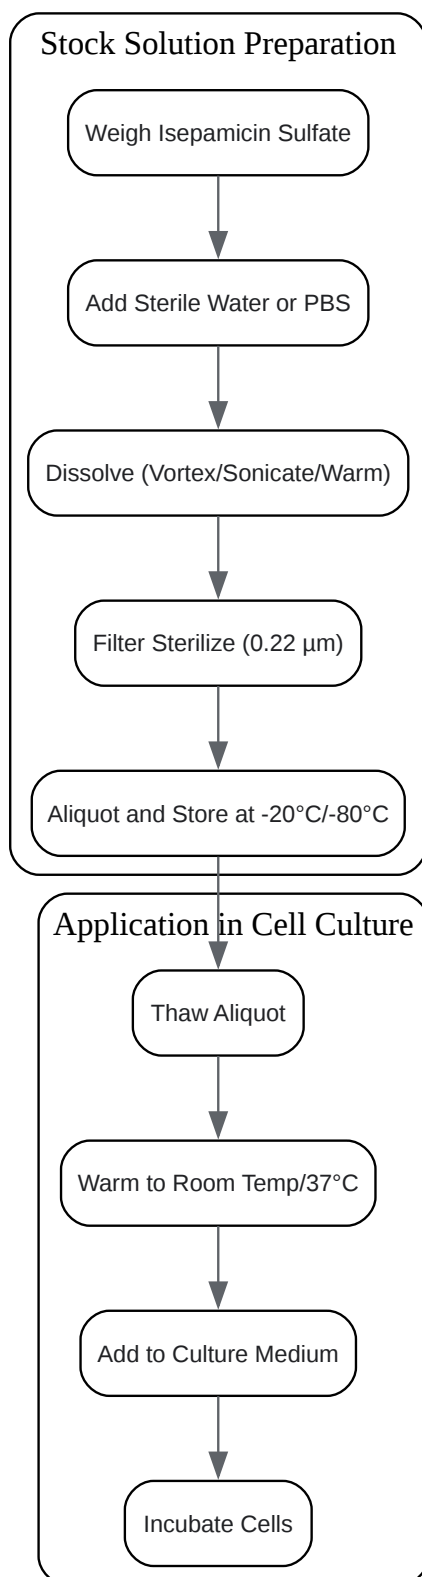 Stock Solution Preparation
Weigh Isepamicin Sulfate
Add Sterile Water or PBS
Dissolve (Vortex/Sonicate/Warm)
Filter Sterilize (0.22 µm)
Aliquot and Store at -20°C/-80°C
Application in Cell Culture
Thaw Aliquot
Warm to Room Temp/37°C
Add to Culture Medium
Incubate Cells